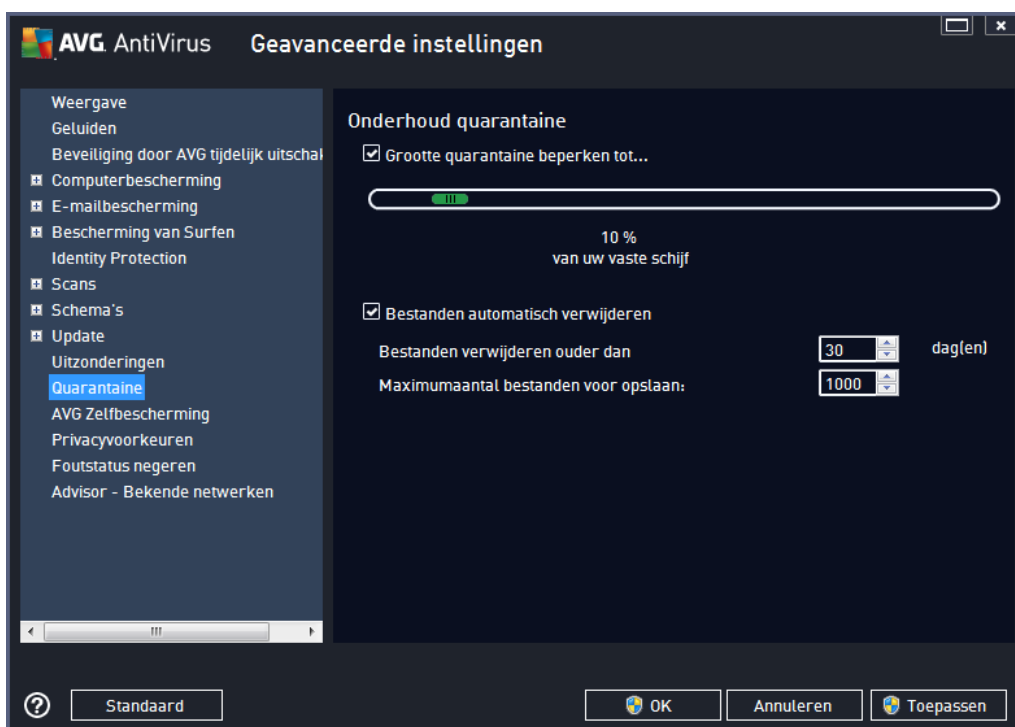 AVG. AntiVirus Geavanceerde instellingen
Weergave
Geluiden
Beveiliging door AVG tijdelijk uitschak
Computerbescherming
E-mailbescherming
Bescherming van Surfen
Identity Protection
Scans
Schema's
Update
Uitzonderingen
Quarantaine
AVG Zelfbescherming
Privacyvoorkeuren
Foutstatus negeren
Advisor - Bekende netwerken
Onderhoud quarantaine
Grootte quarantaine beperken tot...
10 %
van uw vaste schijf
Bestanden automatisch verwijderen
Bestanden verwijderen ouder dan 30 dag(en)
Maximumaantal bestanden voor opslaan: 1000
? Standaard OK Annuleren Toepassen